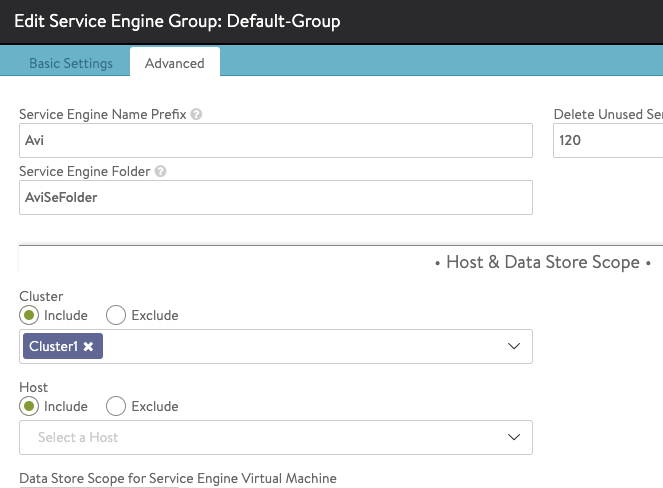 Edit Service Engine Group: Default-Group
Basic Settings
Advanced
Service Engine Name Prefix ?
Avi
Delete Unused Ser
120
Service Engine Folder ?
AviSeFolder
• Host & Data Store Scope •
Cluster
Include
Exclude
Cluster1 ✖
Host
Include
Exclude
Select a Host
Data Store Scope for Service Engine Virtual Machine